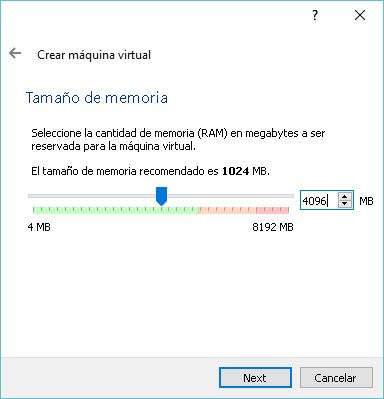 ?
Crear máquina virtual
Tamaño de memoria
Seleccione la cantidad de memoria (RAM) en megabytes a ser
reservada para la máquina virtual.
El tamaño de memoria recomendado es 1024 MB.
4096 MB
4 MB 8192 MB
Next Cancelar